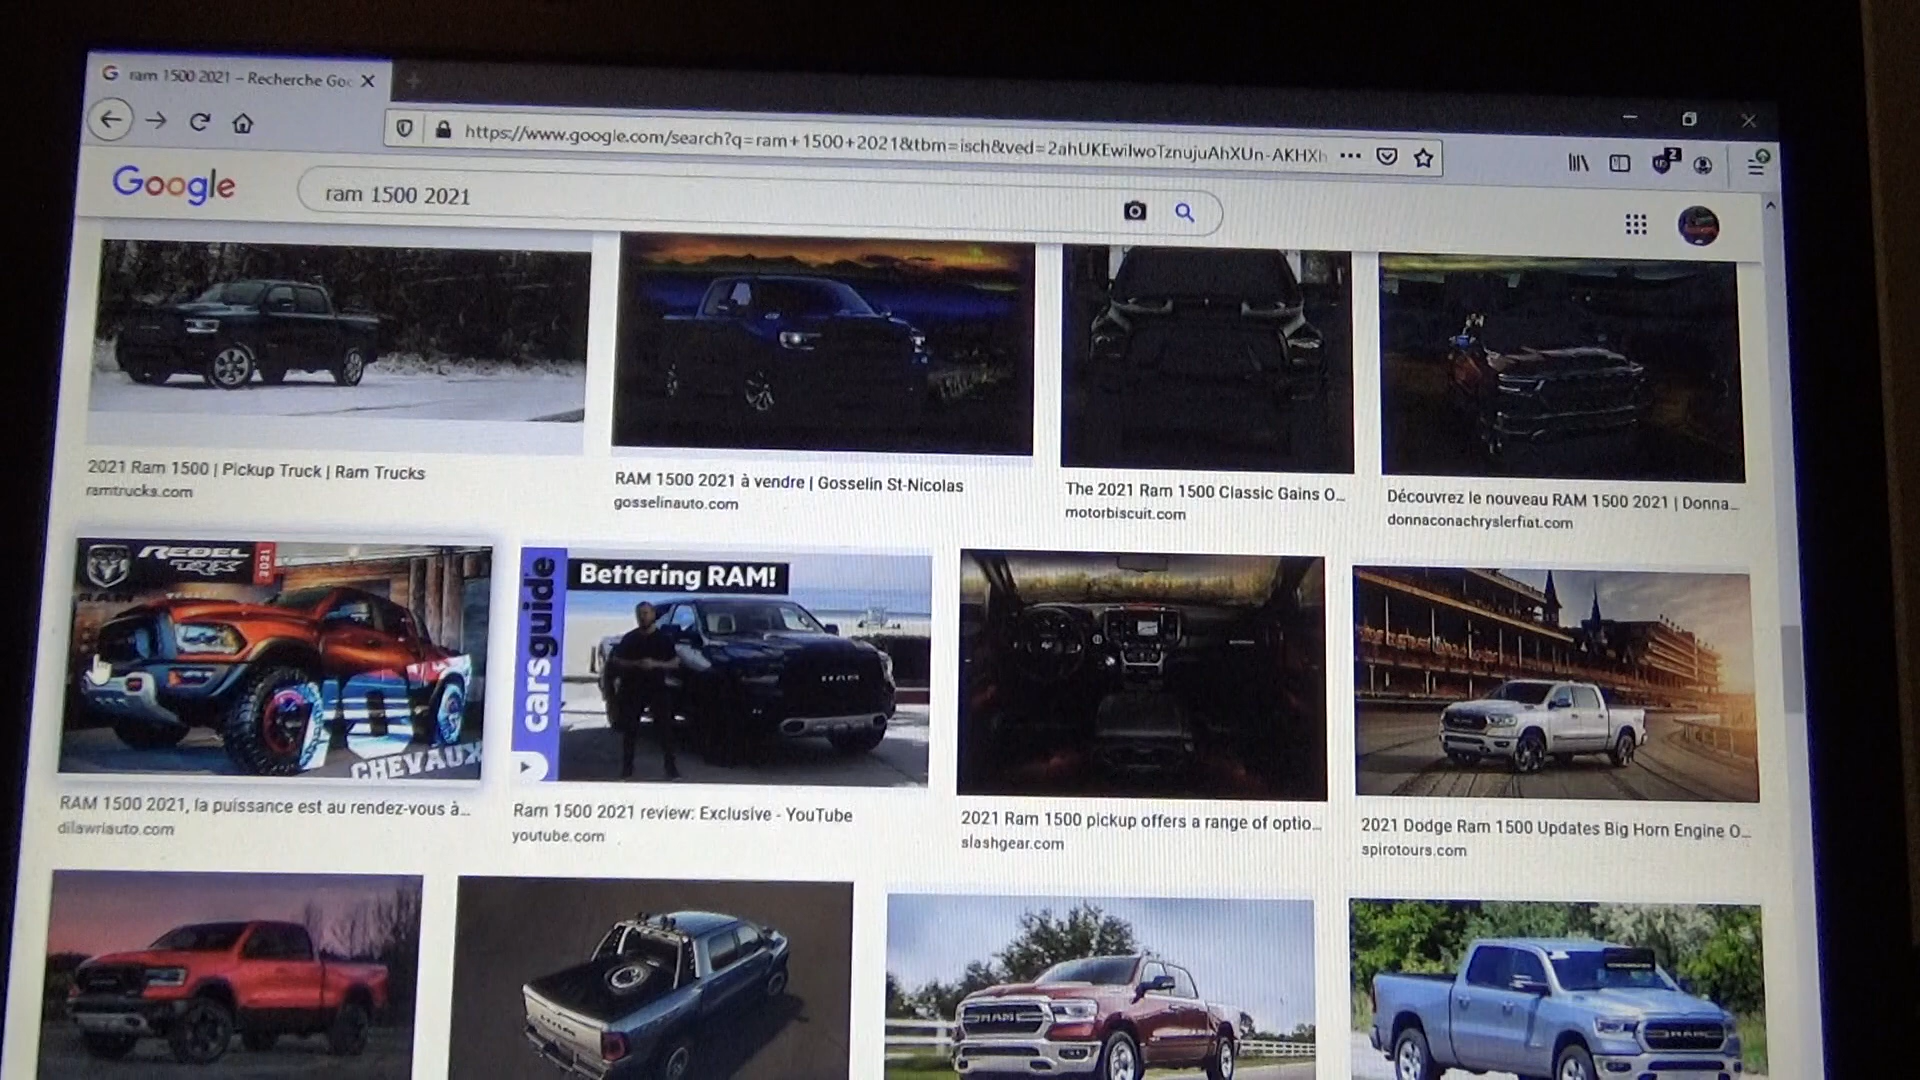 ram 1500 2021 – Recherche Goo
https://www.google.com/search?q=ram+1500+2021&tbm=isch&ved=2ahUKEwiIwoTznujuAhXUn-AKHXh
2
Google
ram 1500 2021
2021 Ram 1500 | Pickup Truck | Ram Trucks
ramtrucks.com
RAM 1500 2021 à vendre | Gosselin St-Nicolas
gosselinauto.com
The 2021 Ram 1500 Classic Gains O...
motorbiscuit.com
Découvrez le nouveau RAM 1500 2021 | Donna...
donnaconachryslerfiat.com
RAM
REBEL
TRX
2021
CHEVAUX
carsguide
Bettering RAM!
RAM
RAM 1500 2021, la puissance est au rendez-vous à...
dilawriauto.com
Ram 1500 2021 review: Exclusive - YouTube
youtube.com
2021 Ram 1500 pickup offers a range of optio...
slashgear.com
2021 Dodge Ram 1500 Updates Big Horn Engine O...
spirotours.com
RAM
RAM